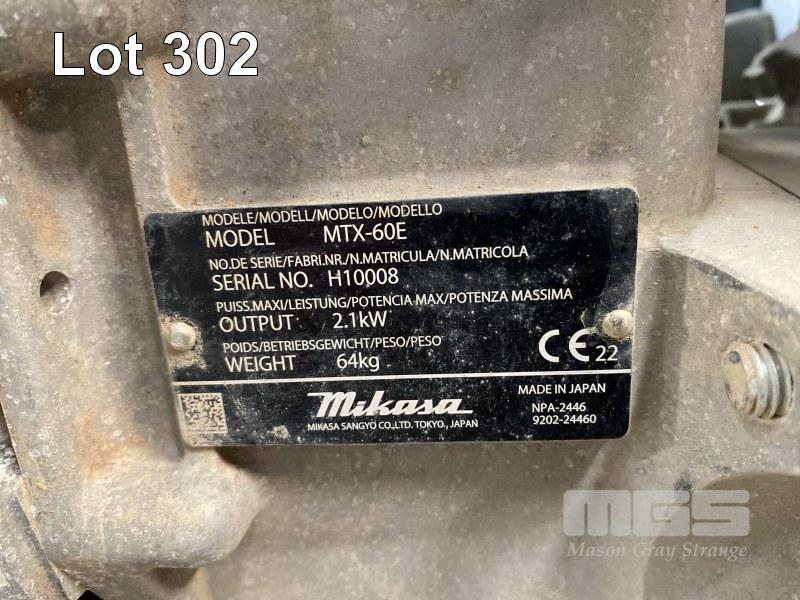 Lot 302
MODELE/MODELL/MODELO/MODELLO
MODEL MTX-60E
NO.DE SERIE/FABRI.NR./N.MATRICULA/N.MATRICOLA
SERIAL NO. H10008
PUISS.MAXI/LEISTUNG/POTENCIA MAX/POTENZA MASSIMA
OUTPUT 2.1kW
POIDS/BETRIEBSGEWICHT/PESO/PESO
WEIGHT 64kg
CE 22
Mikasa
MIKASA SANGYO CO.,LTD. TOKYO., JAPAN
MADE IN JAPAN
NPA-2446
9202-24460
MGS
Mason Gray Strange